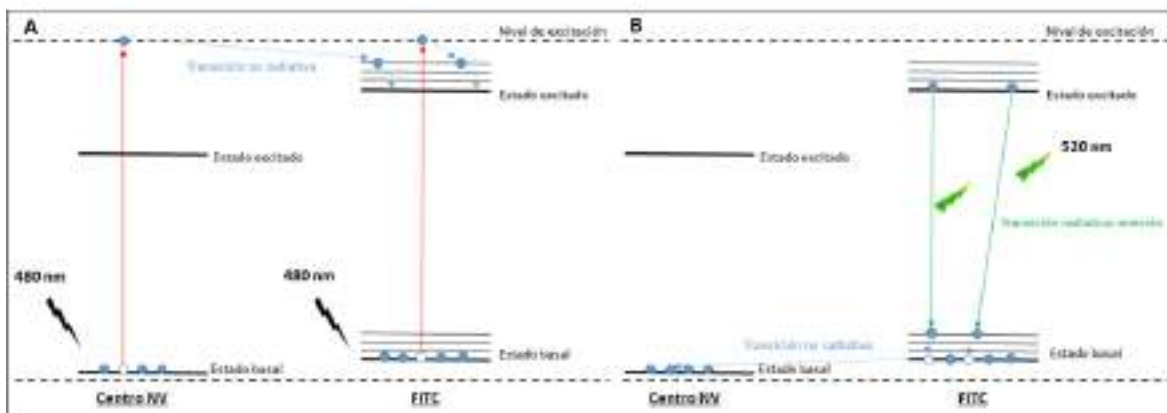 A
Nivel de excitación
Transición no radiativa
Estado excitado
Estado excitado
480 nm
480 nm
Estado basal
Estado basal
Centro NV
FITC
B
Nivel de excitación
Estado excitado
520 nm
Estado excitado
Transición radiativa: emisión
Transición no radiativa
Estado basal
Estado basal
Centro NV
FITC